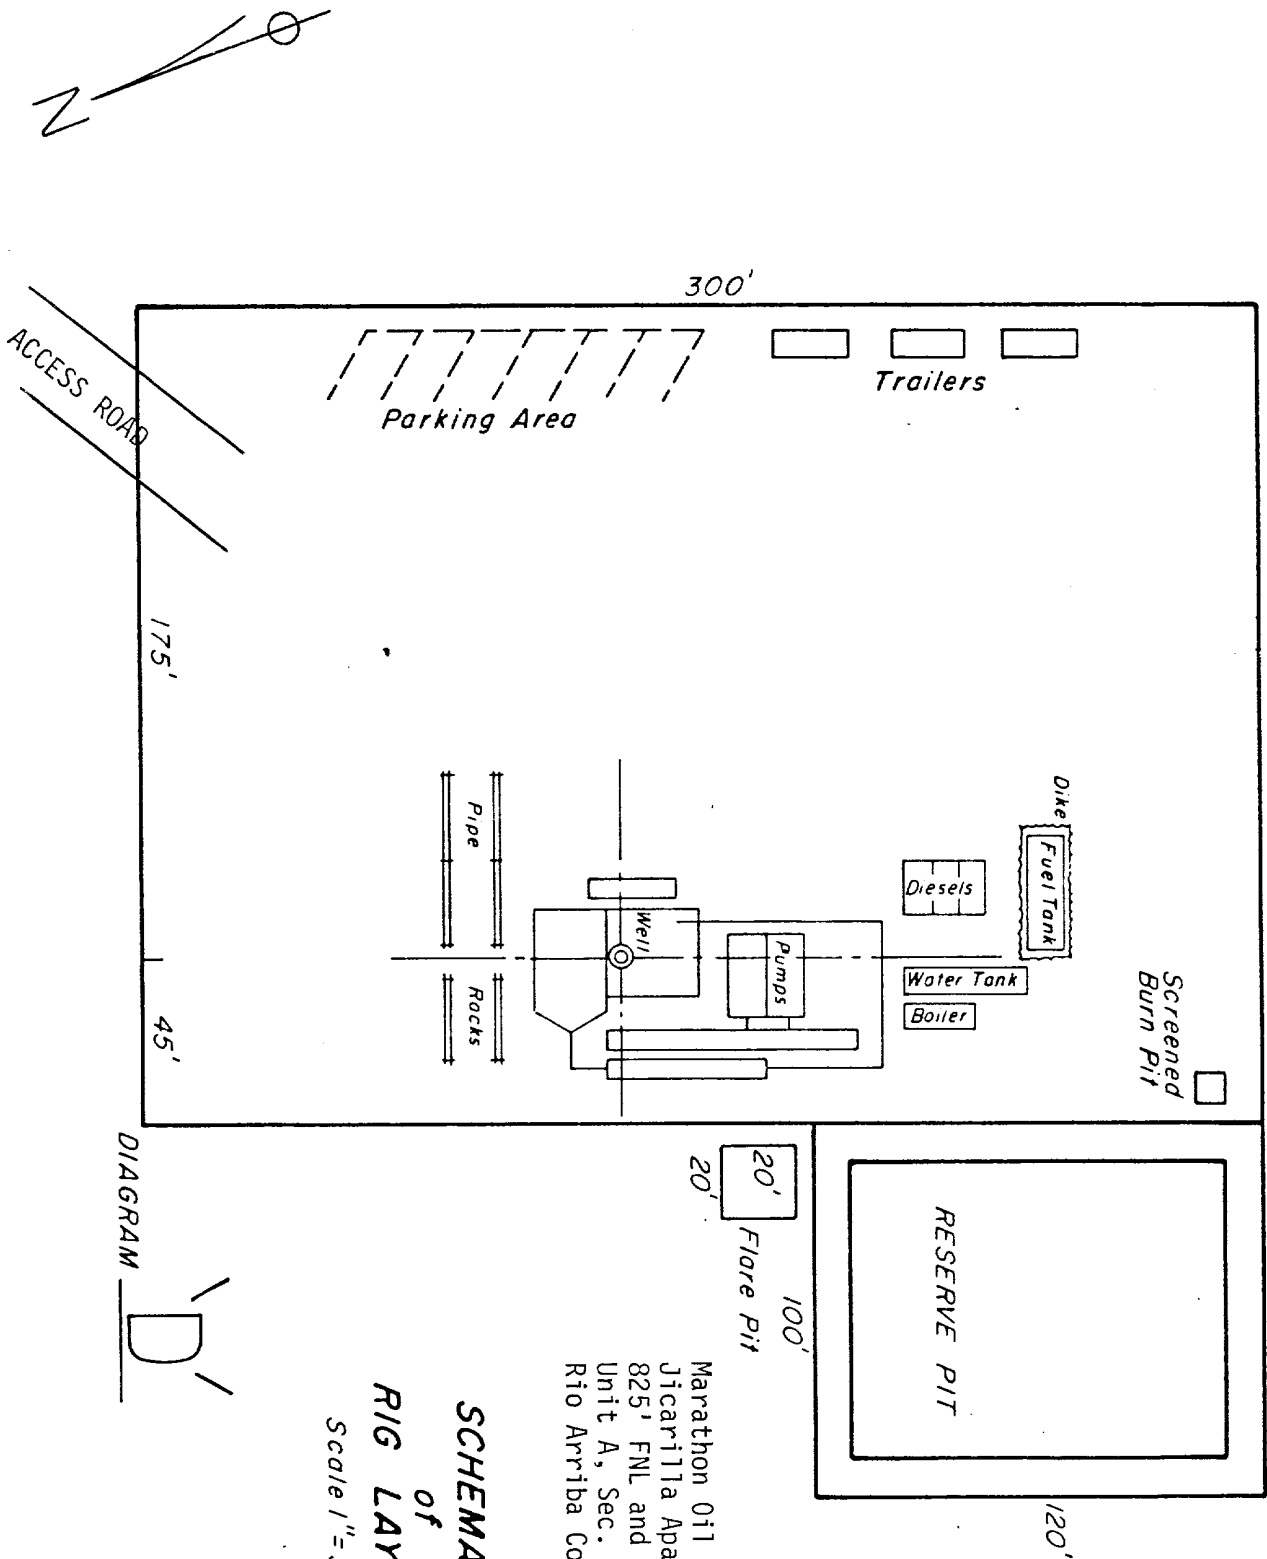 N
300'
ACCESS ROAD
Parking Area
Trailers
175'
45'
Pipe
Racks
Well
Pumps
Diesels
Dike
Fuel Tank
Water Tank
Boiler
Screened
Burn Pit
20'
20'
Flare Pit
100'
RESERVE PIT
120'
DIAGRAM
D
Marathon Oil
Jicarilla Apa
825' FNL and
Unit A, Sec.
Rio Arriba Co
SCHEMA
of
RIG LAY
Scale 1"=